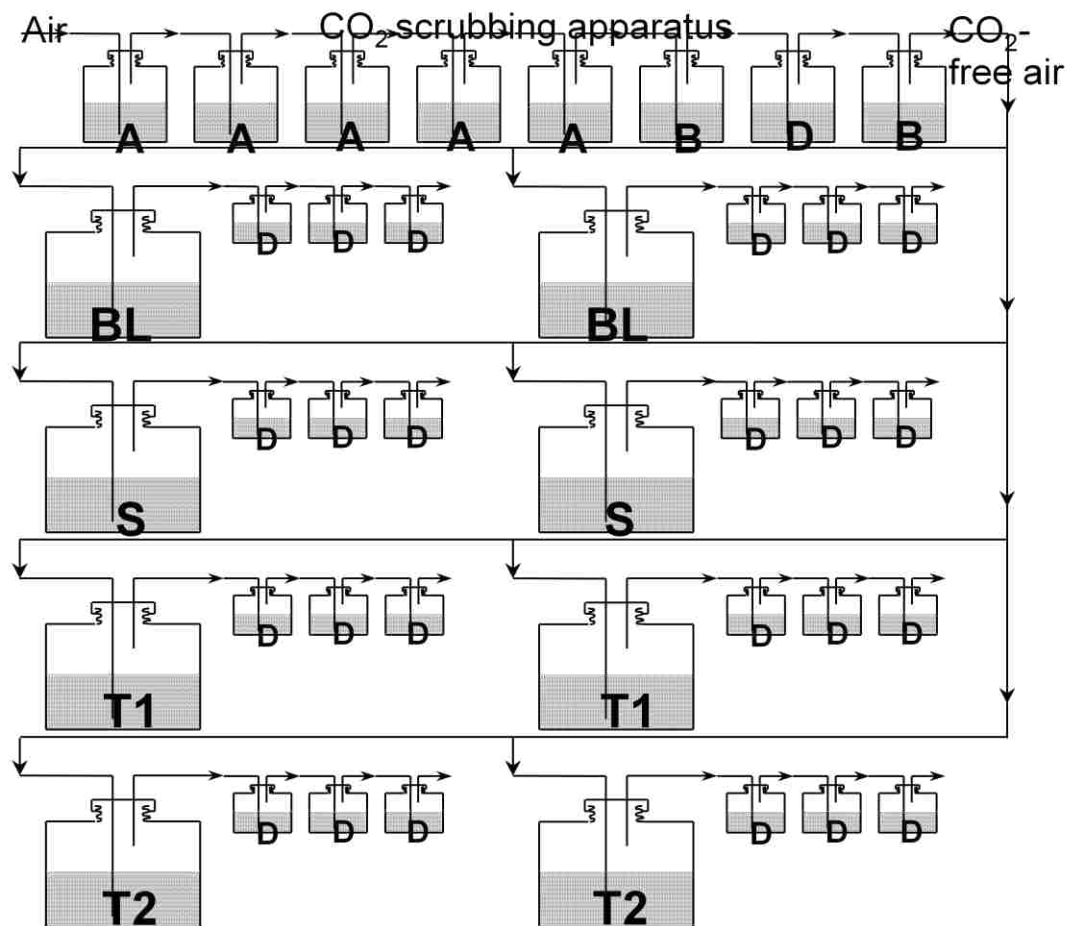 Air CO₂-scrubbing apparatus CO₂-
free air
A A A A A B D B
D D D D D D
BL BL
D D D D D D
S S
D D D D D D
T1 T1
D D D D D D
T2 T2